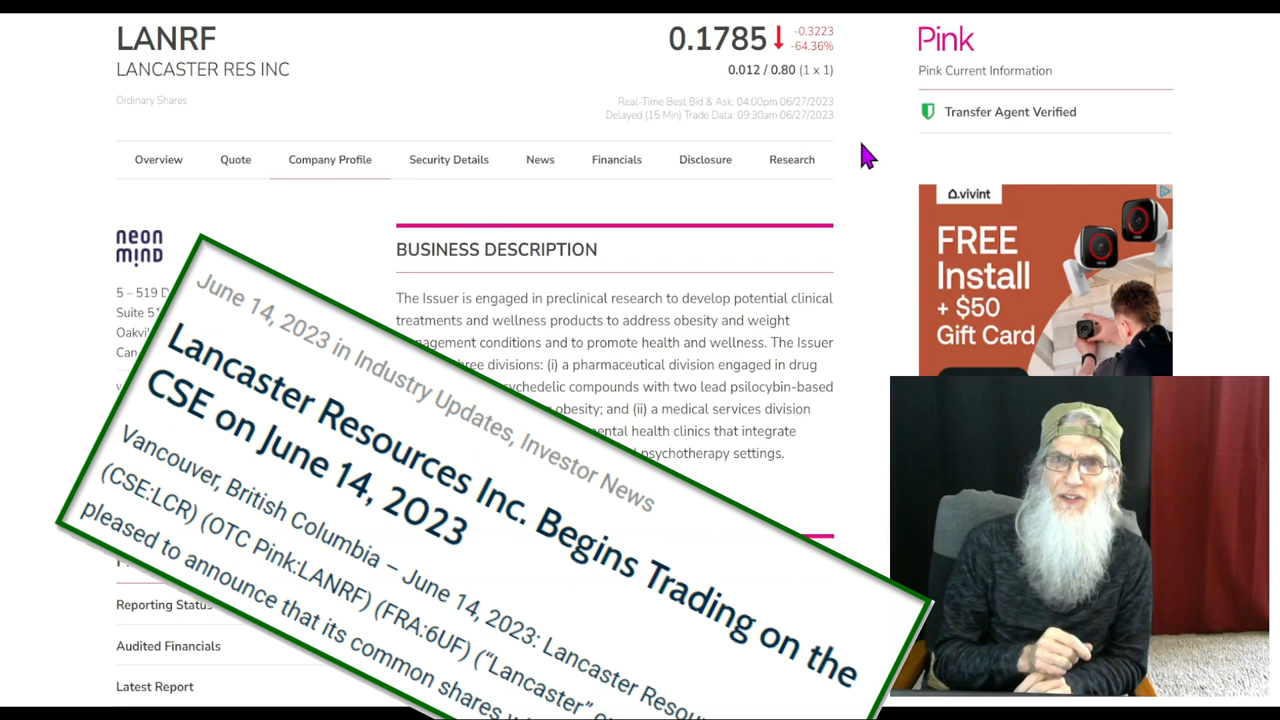 LANRF
LANCASTER RES INC
Ordinary Shares
0.1785
-0.3223
-64.36%
0.012 / 0.80 (1 x 1)
Real-Time Best Bid & Ask: 04:00pm 06/27/2023
Delayed (15 Min) Trade Data: 09:30am 06/27/2023
Pink
Pink Current Information
Transfer Agent Verified
Overview
Quote
Company Profile
Security Details
News
Financials
Disclosure
Research
vivint
FREE
Install
+ $50
Gift Card
neon
mind
5 – 519 D
Suite
BUSINESS DESCRIPTION
The Issuer is engaged in preclinical research to develop potential clinical
treatments and wellness products to address obesity and weight
conditions and to promote health and wellness. The Issuer
divisions: (i) a pharmaceutical division engaged in drug
compounds with two lead psilocybin-based
obesity; and (ii) a medical services division
health clinics that integrate
psychotherapy settings.
June 14, 2023 in Industry Updates, Investor News
Lancaster Resources Inc. Begins Trading on the
CSE on June 14, 2023
Vancouver, British Columbia – June 14, 2023: Lancaster
(CSE:LCR) (OTC Pink:LANRF) (FRA:6UF) (“Lancaster”
pleased to announce that its common shares
Reporting Status
Audited Financials
Latest Report